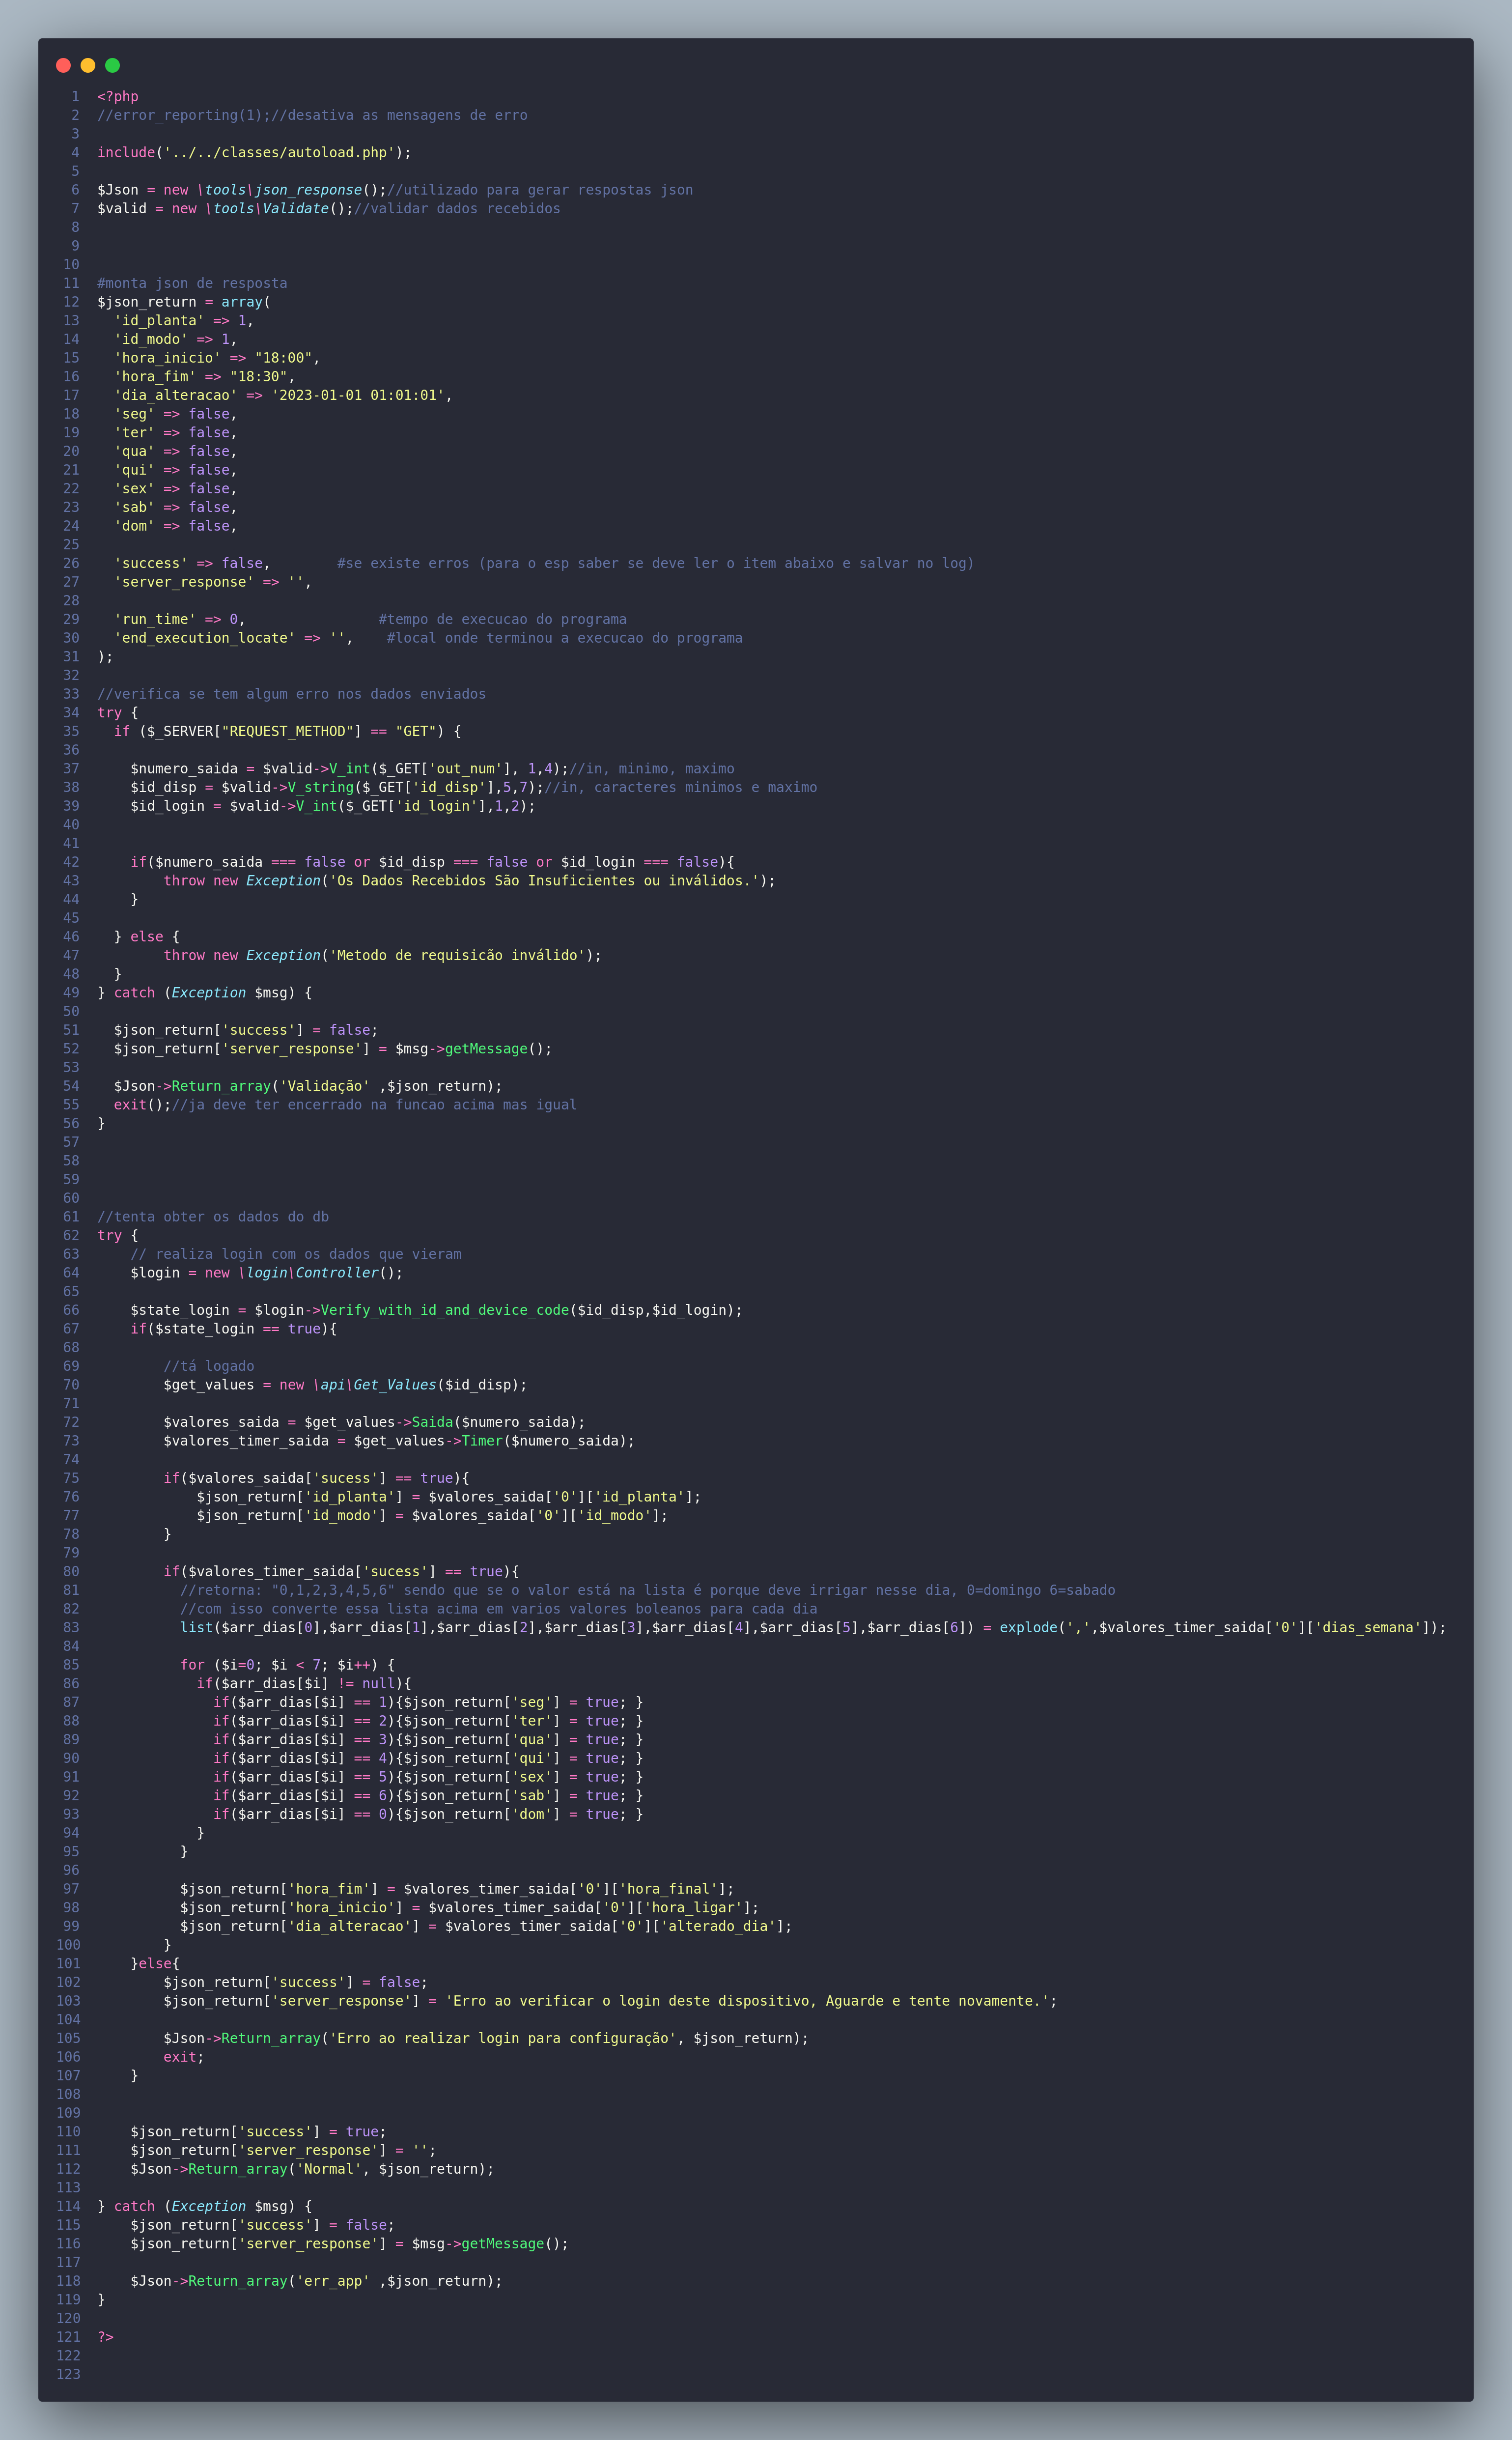 1 <?php
2 //error_reporting(1);//desativa as mensagens de erro
3
4 include('../../classes/autoload.php');
5
6 $Json = new \tools\json_response();//utilizado para gerar respostas json
7 $valid = new \tools\Validate();//validar dados recebidos
8
9
10
11 #monta json de resposta
12 $json_return = array(
13   'id_planta' => 1,
14   'id_modo' => 1,
15   'hora_inicio' => "18:00",
16   'hora_fim' => "18:30",
17   'dia_alteracao' => '2023-01-01 01:01:01',
18   'seg' => false,
19   'ter' => false,
20   'qua' => false,
21   'qui' => false,
22   'sex' => false,
23   'sab' => false,
24   'dom' => false,
25
26   'success' => false,        #se existe erros (para o esp saber se deve ler o item abaixo e salvar no log)
27   'server_response' => '',
28
29   'run_time' => 0,                #tempo de execucao do programa
30   'end_execution_locate' => '',    #local onde terminou a execucao do programa
31 );
32
33 //verifica se tem algum erro nos dados enviados
34 try {
35   if ($_SERVER["REQUEST_METHOD"] == "GET") {
36
37     $numero_saida = $valid->V_int($_GET['out_num'], 1,4);//in, minimo, maximo
38     $id_disp = $valid->V_string($_GET['id_disp'],5,7);//in, caracteres minimos e maximo
39     $id_login = $valid->V_int($_GET['id_login'],1,2);
40
41
42     if($numero_saida === false or $id_disp === false or $id_login === false){
43         throw new Exception('Os Dados Recebidos São Insuficientes ou inválidos.');
44     }
45
46   } else {
47         throw new Exception('Metodo de requisicão inválido');
48   }
49 } catch (Exception $msg) {
50
51   $json_return['success'] = false;
52   $json_return['server_response'] = $msg->getMessage();
53
54   $Json->Return_array('Validação' ,$json_return);
55   exit();//ja deve ter encerrado na funcao acima mas igual
56 }
57
58
59
60
61 //tenta obter os dados do db
62 try {
63     // realiza login com os dados que vieram
64     $login = new \login\Controller();
65
66     $state_login = $login->Verify_with_id_and_device_code($id_disp,$id_login);
67     if($state_login == true){
68
69         //tá logado
70         $get_values = new \api\Get_Values($id_disp);
71
72         $valores_saida = $get_values->Saida($numero_saida);
73         $valores_timer_saida = $get_values->Timer($numero_saida);
74
75         if($valores_saida['sucess'] == true){
76             $json_return['id_planta'] = $valores_saida['0']['id_planta'];
77             $json_return['id_modo'] = $valores_saida['0']['id_modo'];
78         }
79
80         if($valores_timer_saida['sucess'] == true){
81           //retorna: "0,1,2,3,4,5,6" sendo que se o valor está na lista é porque deve irrigar nesse dia, 0=domingo 6=sabado
82           //com isso converte essa lista acima em varios valores boleanos para cada dia
83           list($arr_dias[0],$arr_dias[1],$arr_dias[2],$arr_dias[3],$arr_dias[4],$arr_dias[5],$arr_dias[6]) = explode(',',$valores_timer_saida['0']['dias_semana']);
84
85           for ($i=0; $i < 7; $i++) {
86             if($arr_dias[$i] != null){
87               if($arr_dias[$i] == 1){$json_return['seg'] = true; }
88               if($arr_dias[$i] == 2){$json_return['ter'] = true; }
89               if($arr_dias[$i] == 3){$json_return['qua'] = true; }
90               if($arr_dias[$i] == 4){$json_return['qui'] = true; }
91               if($arr_dias[$i] == 5){$json_return['sex'] = true; }
92               if($arr_dias[$i] == 6){$json_return['sab'] = true; }
93               if($arr_dias[$i] == 0){$json_return['dom'] = true; }
94             }
95           }
96
97           $json_return['hora_fim'] = $valores_timer_saida['0']['hora_final'];
98           $json_return['hora_inicio'] = $valores_timer_saida['0']['hora_ligar'];
99           $json_return['dia_alteracao'] = $valores_timer_saida['0']['alterado_dia'];
100         }
101     }else{
102         $json_return['success'] = false;
103         $json_return['server_response'] = 'Erro ao verificar o login deste dispositivo, Aguarde e tente novamente.';
104
105         $Json->Return_array('Erro ao realizar login para configuração', $json_return);
106         exit;
107     }
108
109
110     $json_return['success'] = true;
111     $json_return['server_response'] = '';
112     $Json->Return_array('Normal', $json_return);
113
114 } catch (Exception $msg) {
115     $json_return['success'] = false;
116     $json_return['server_response'] = $msg->getMessage();
117
118     $Json->Return_array('err_app' ,$json_return);
119 }
120
121 ?>
122
123